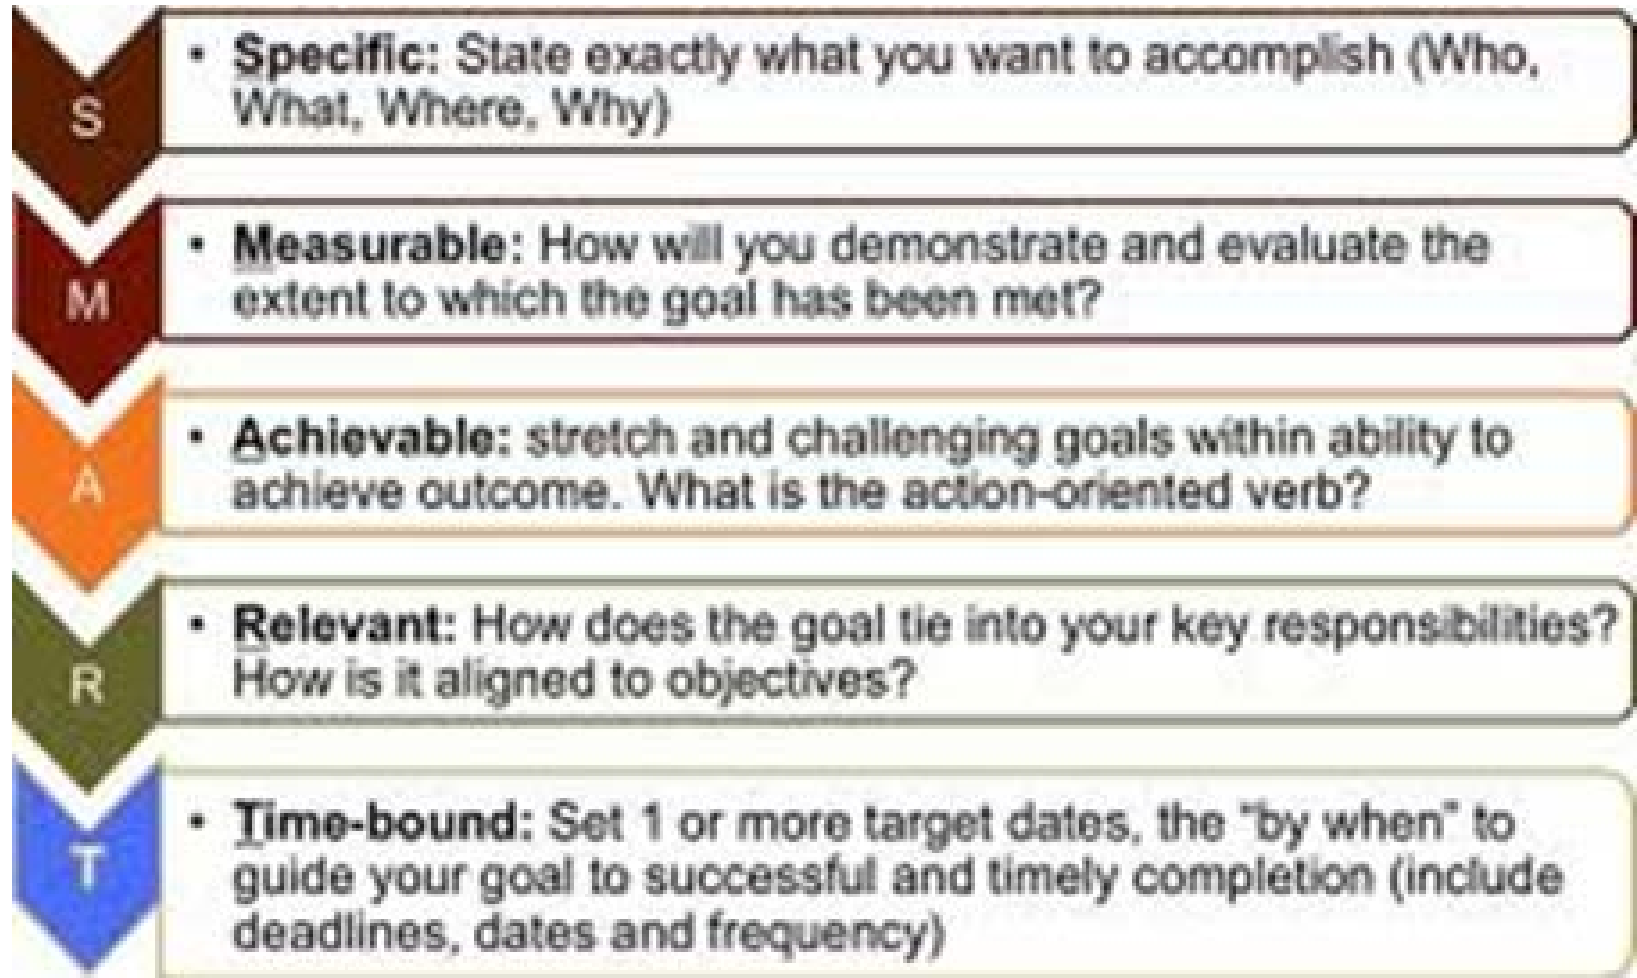 S
• Specific: State exactly what you want to accomplish (Who,
What, Where, Why)
M
• Measurable: How will you demonstrate and evaluate the
extent to which the goal has been met?
A
• Achievable: stretch and challenging goals within ability to
achieve outcome. What is the action-oriented verb?
R
• Relevant: How does the goal tie into your key responsibilities?
How is it aligned to objectives?
T
• Time-bound: Set 1 or more target dates, the "by when" to
guide your goal to successful and timely completion (include
deadlines, dates and frequency)